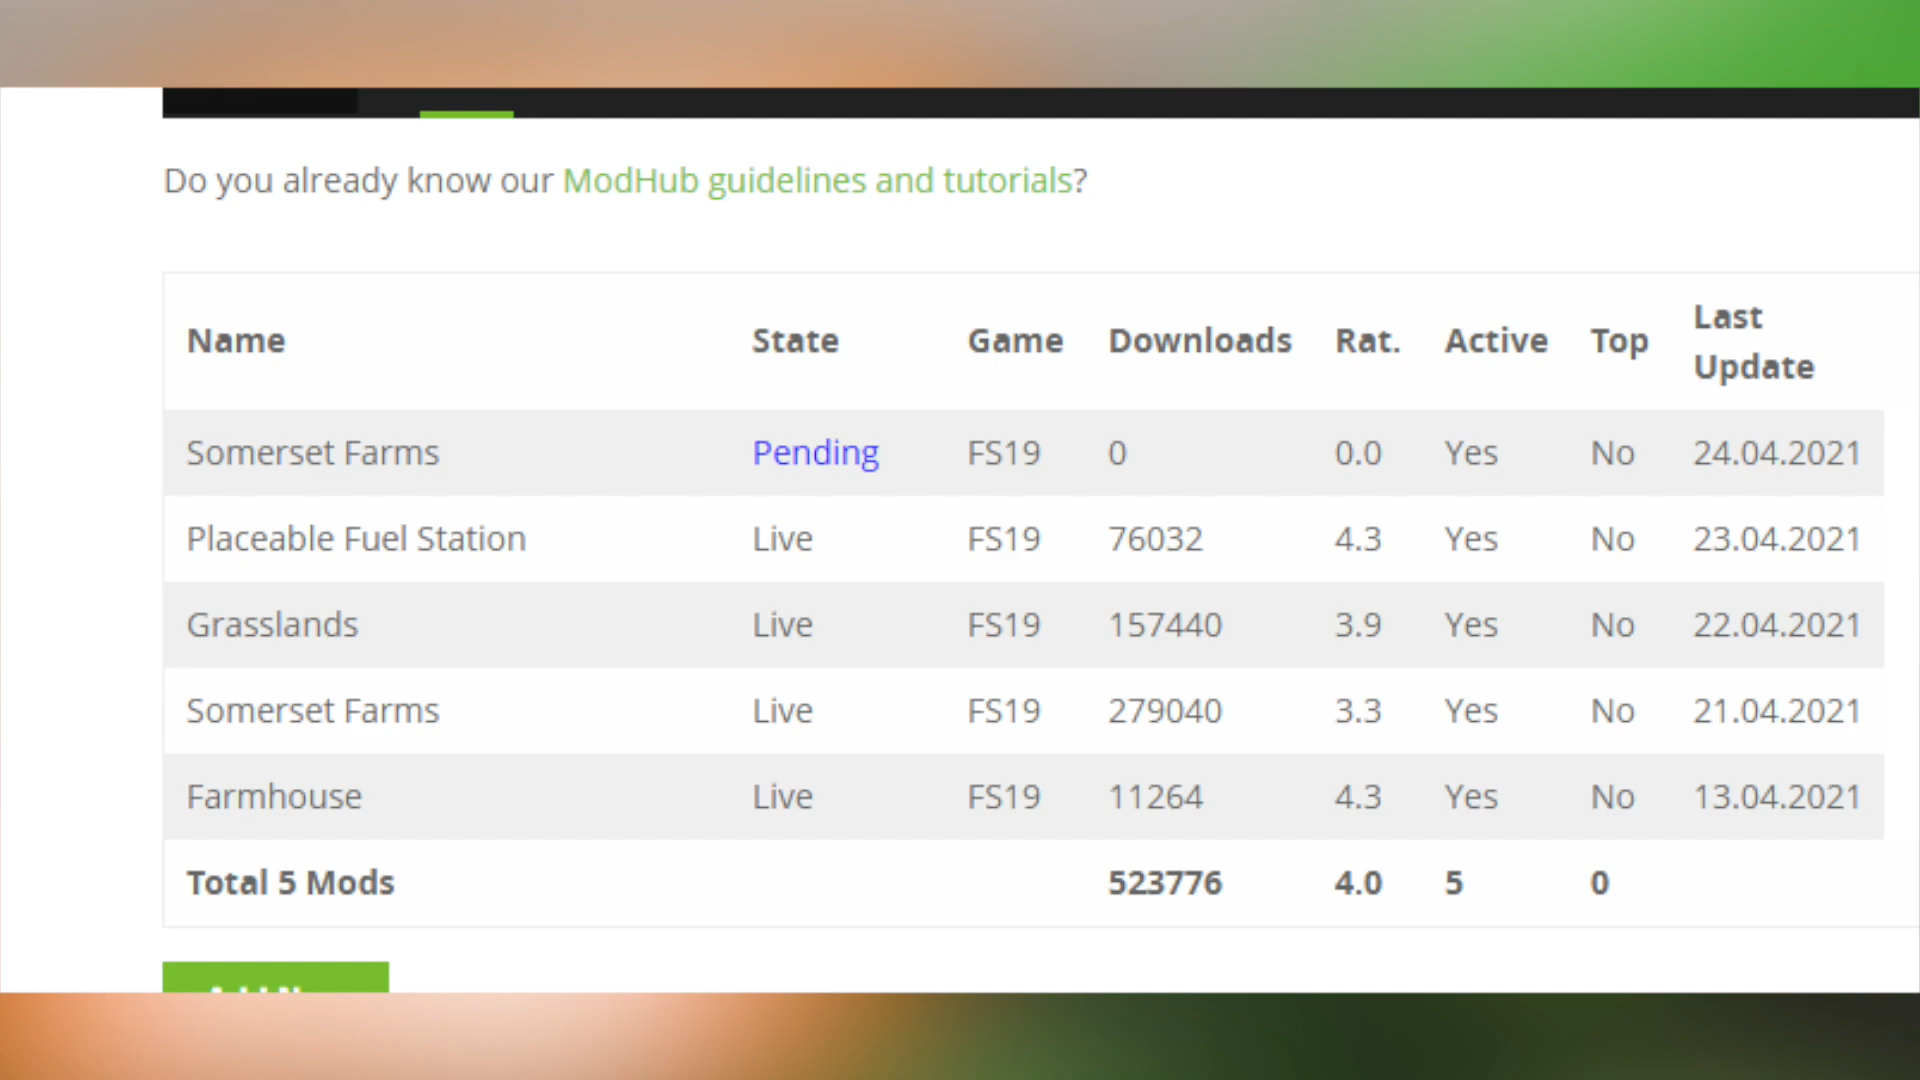 Do you already know our ModHub guidelines and tutorials?
Name State Game Downloads Rat. Active Top Last Update
Somerset Farms Pending FS19 0 0.0 Yes No 24.04.2021
Placeable Fuel Station Live FS19 76032 4.3 Yes No 23.04.2021
Grasslands Live FS19 157440 3.9 Yes No 22.04.2021
Somerset Farms Live FS19 279040 3.3 Yes No 21.04.2021
Farmhouse Live FS19 11264 4.3 Yes No 13.04.2021
Total 5 Mods 523776 4.0 5 0